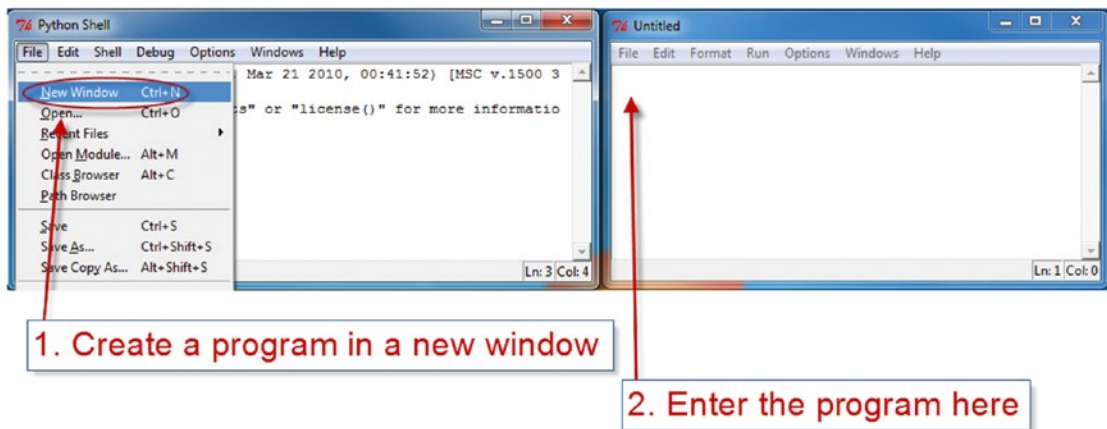 Python Shell
File Edit Shell Debug Options Windows Help
Mar 21 2010, 00:41:52) [MSC v.1500 3
New Window Ctrl+N
s" or "license()" for more informatio
Open... Ctrl+O
Recent Files
Open Module... Alt+M
Class Browser Alt+C
Path Browser
Save Ctrl+S
Save As... Ctrl+Shift+S
Save Copy As... Alt+Shift+S
Ln: 3 Col: 4
Untitled
File Edit Format Run Options Windows Help
Ln: 1 Col: 0
1. Create a program in a new window
2. Enter the program here